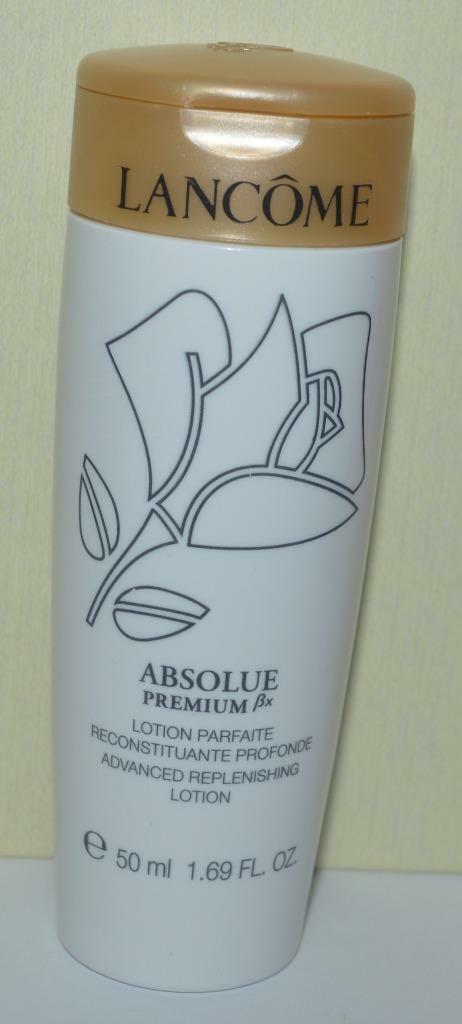 LANCÔME
ABSOLUE
PREMIUM βx
LOTION PARFAITE
RECONSTITUANTE PROFONDE
ADVANCED REPLENISHING
LOTION
℮ 50 ml 1.69 FL. OZ.